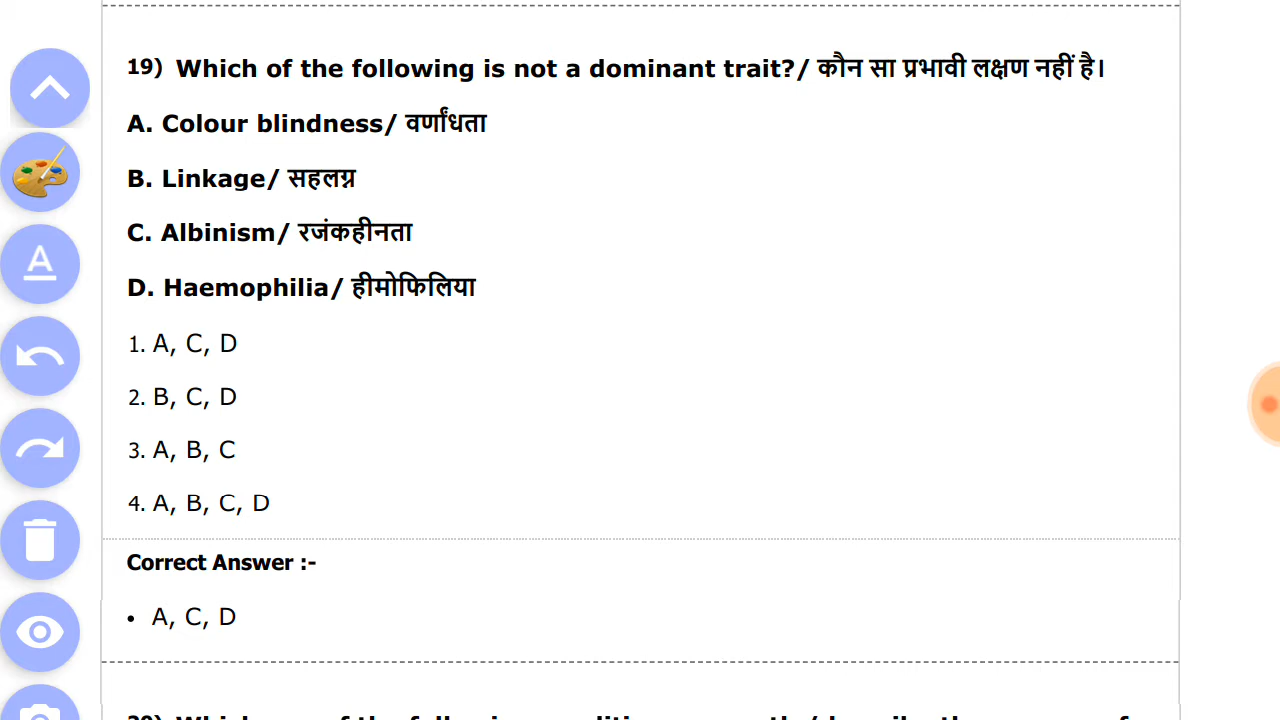 19) Which of the following is not a dominant trait?/ कौन सा प्रभावी लक्षण नहीं है।
A. Colour blindness/ वर्णांधता
B. Linkage/ सहलग्न
C. Albinism/ रजंकहीनता
D. Haemophilia/ हीमोफिलिया
1. A, C, D
2. B, C, D
3. A, B, C
4. A, B, C, D
Correct Answer :-
• A, C, D